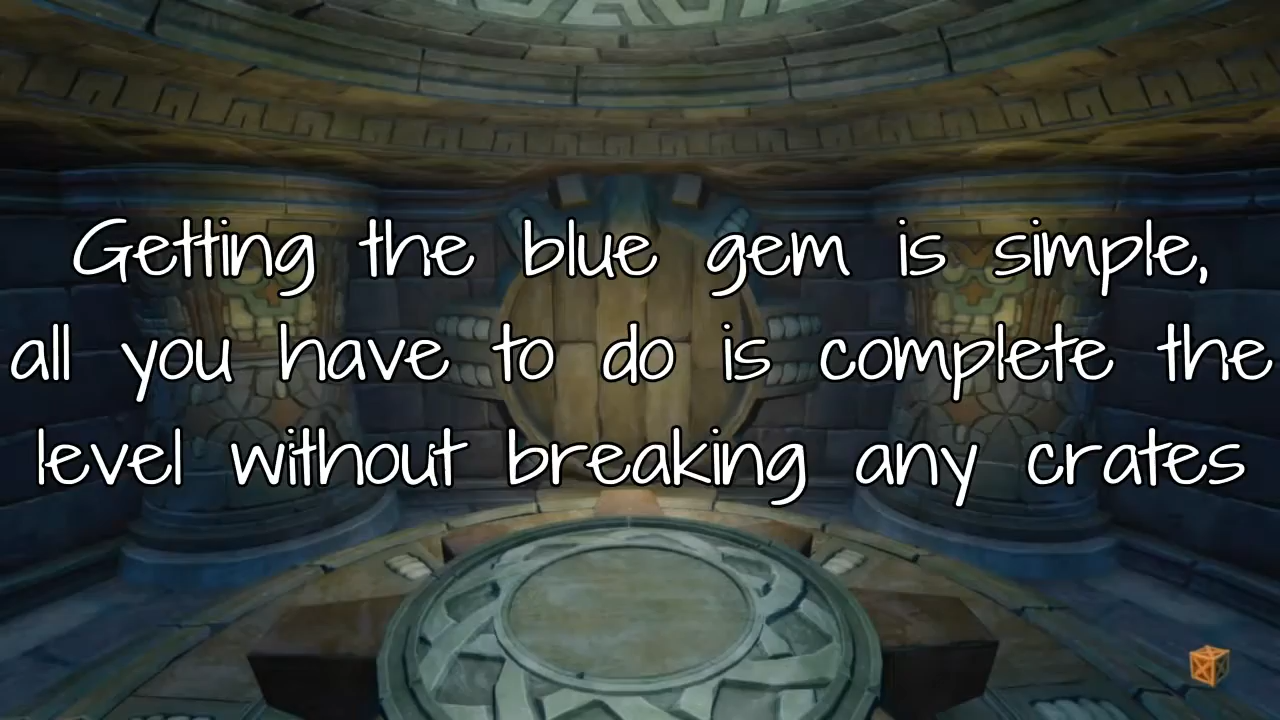 Getting the blue gem is simple,
all you have to do is complete the
level without breaking any crates